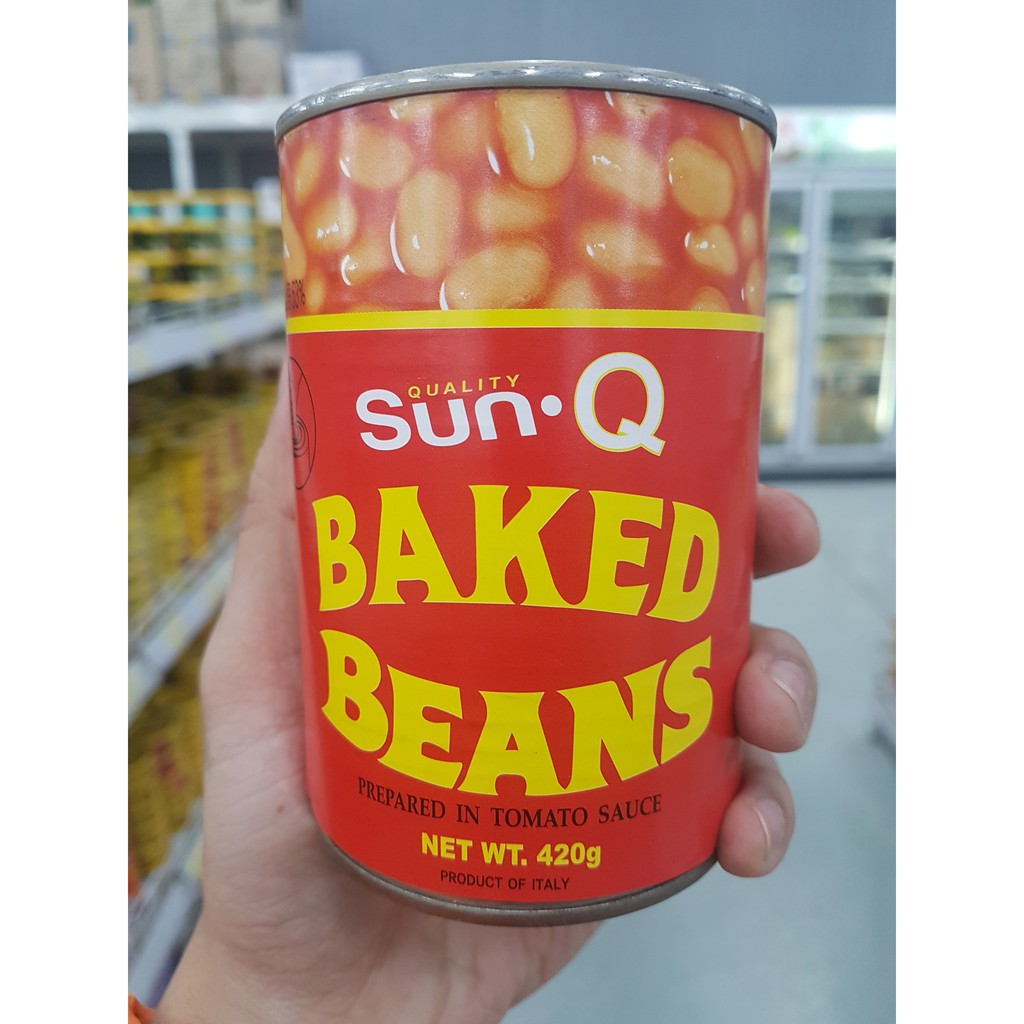 QUALITY
Sun·Q
BAKED
BEANS
PREPARED IN TOMATO SAUCE
NET WT. 420g
PRODUCT OF ITALY